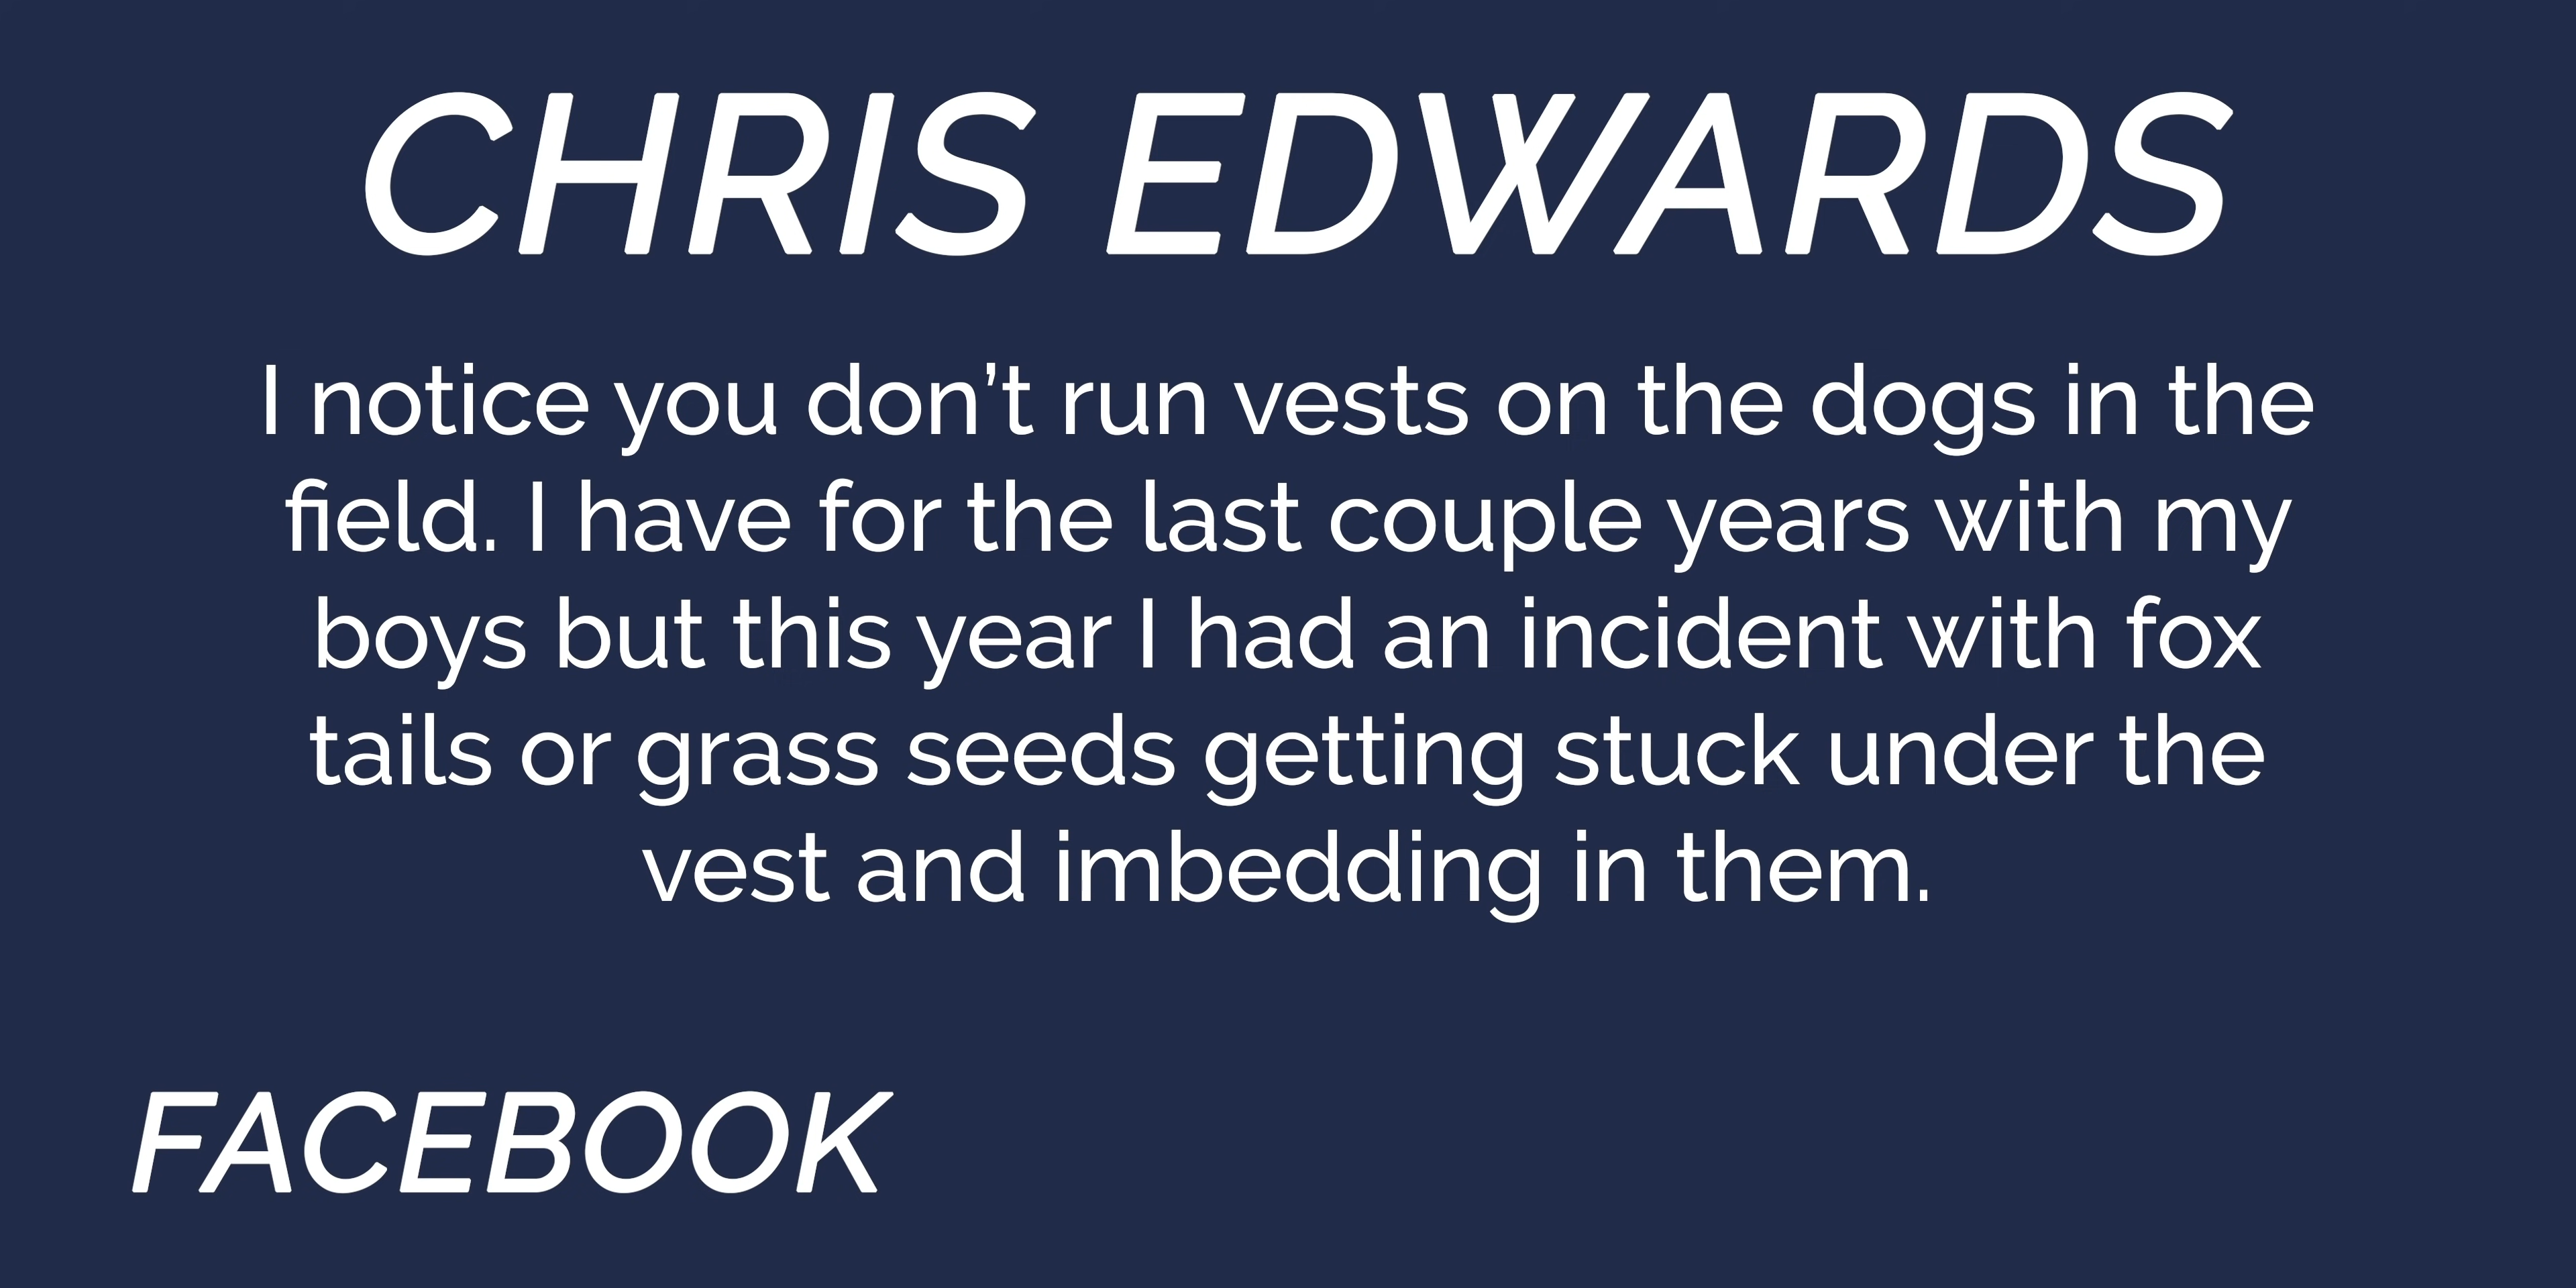 CHRIS EDWARDS
I notice you don’t run vests on the dogs in the
field. I have for the last couple years with my
boys but this year I had an incident with fox
tails or grass seeds getting stuck under the
vest and imbedding in them.
FACEBOOK